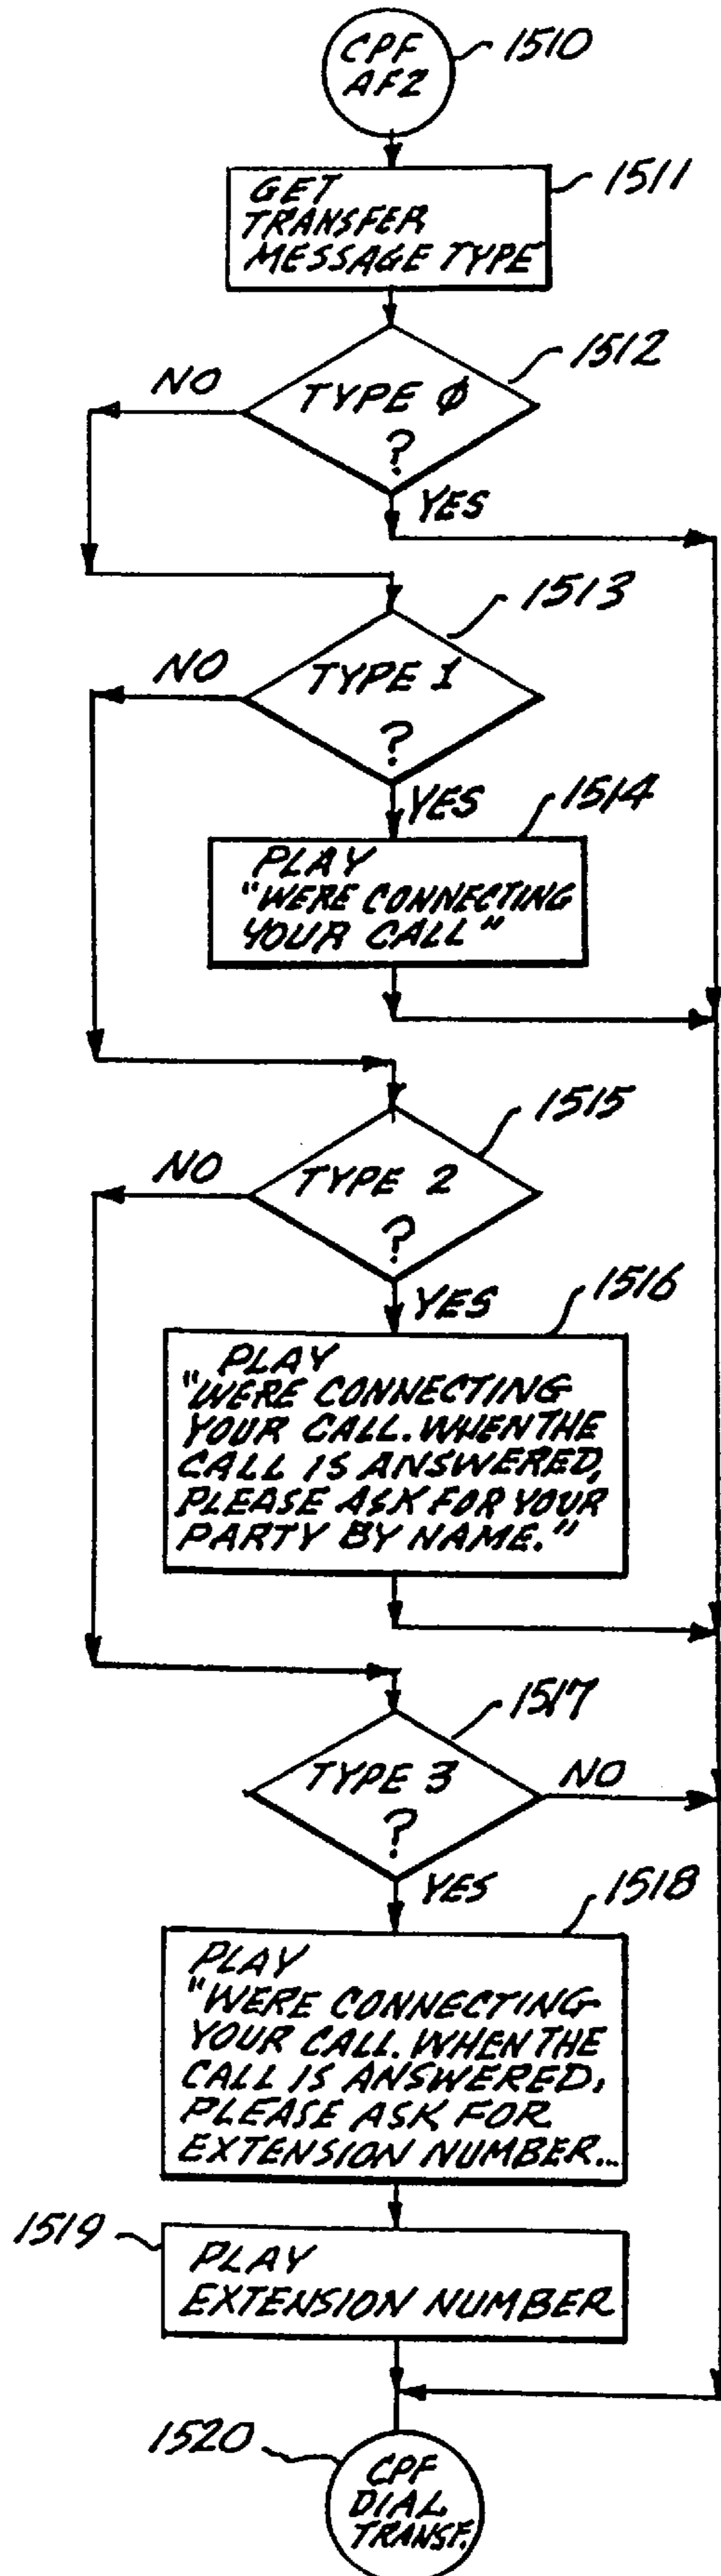 CPF
AF2
1510
GET
TRANSFER
MESSAGE TYPE
1511
TYPE Ø
?
1512
NO
YES
TYPE 1
?
1513
NO
YES
1514
PLAY
"WERE CONNECTING
YOUR CALL"
TYPE 2
?
1515
NO
YES
1516
PLAY
"WERE CONNECTING
YOUR CALL. WHEN THE
CALL IS ANSWERED,
PLEASE ASK FOR YOUR
PARTY BY NAME."
1517
TYPE 3
?
NO
YES
1518
PLAY
"WERE CONNECTING
YOUR CALL. WHEN THE
CALL IS ANSWERED,
PLEASE ASK FOR
EXTENSION NUMBER...
1519
PLAY
EXTENSION NUMBER
1520
CPF
DIAL
TRANSF.